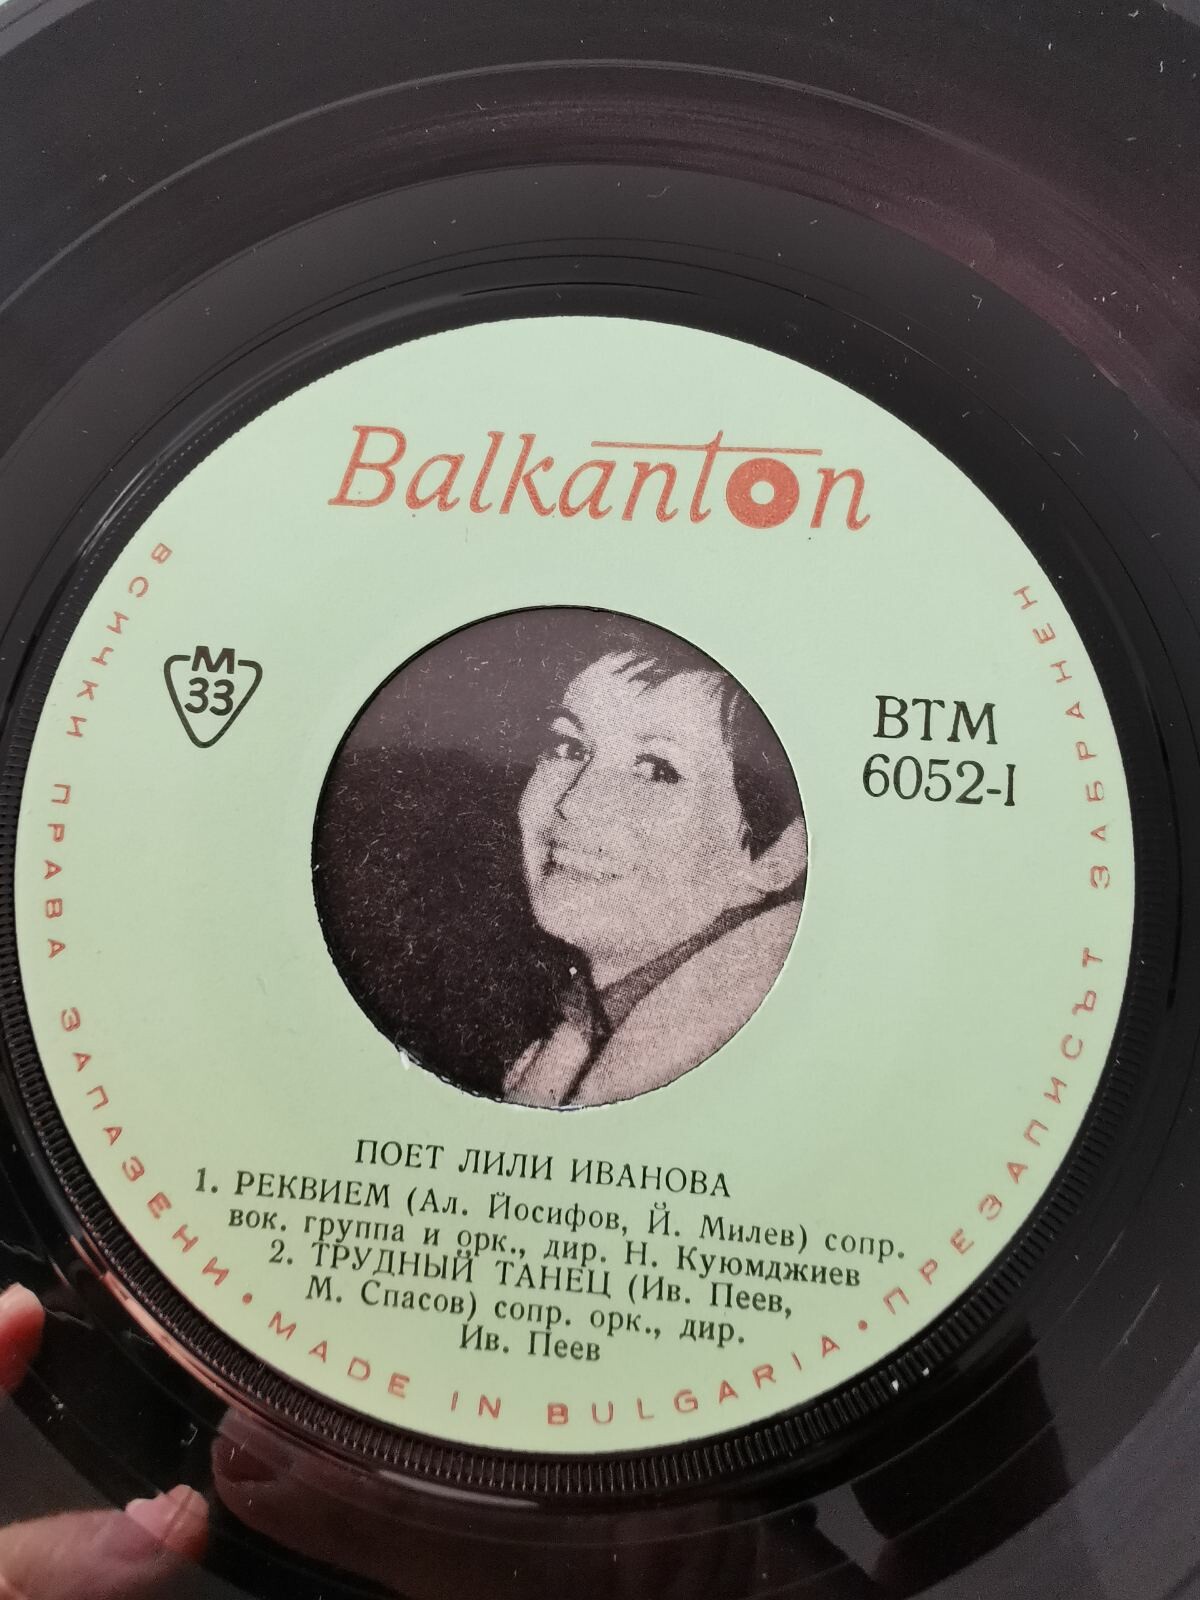 Balkanton
М
33
ВТМ
6052-I
ПОЕТ ЛИЛИ ИВАНОВА
1. РЕКВИЕМ (Ал. Йосифов, Й. Милев) сопр.
вок. группа и орк., дир. Н. Куюмджиев
2. ТРУДНЫЙ ТАНЕЦ (Ив. Пеев,
М. Спасов) сопр. орк., дир.
Ив. Пеев
ВСИЧКИ ПРАВА ЗАПАЗЕНИ • MADE IN BULGARIA • ПРЕЗАПИСЪТ ЗАБРАНЕН